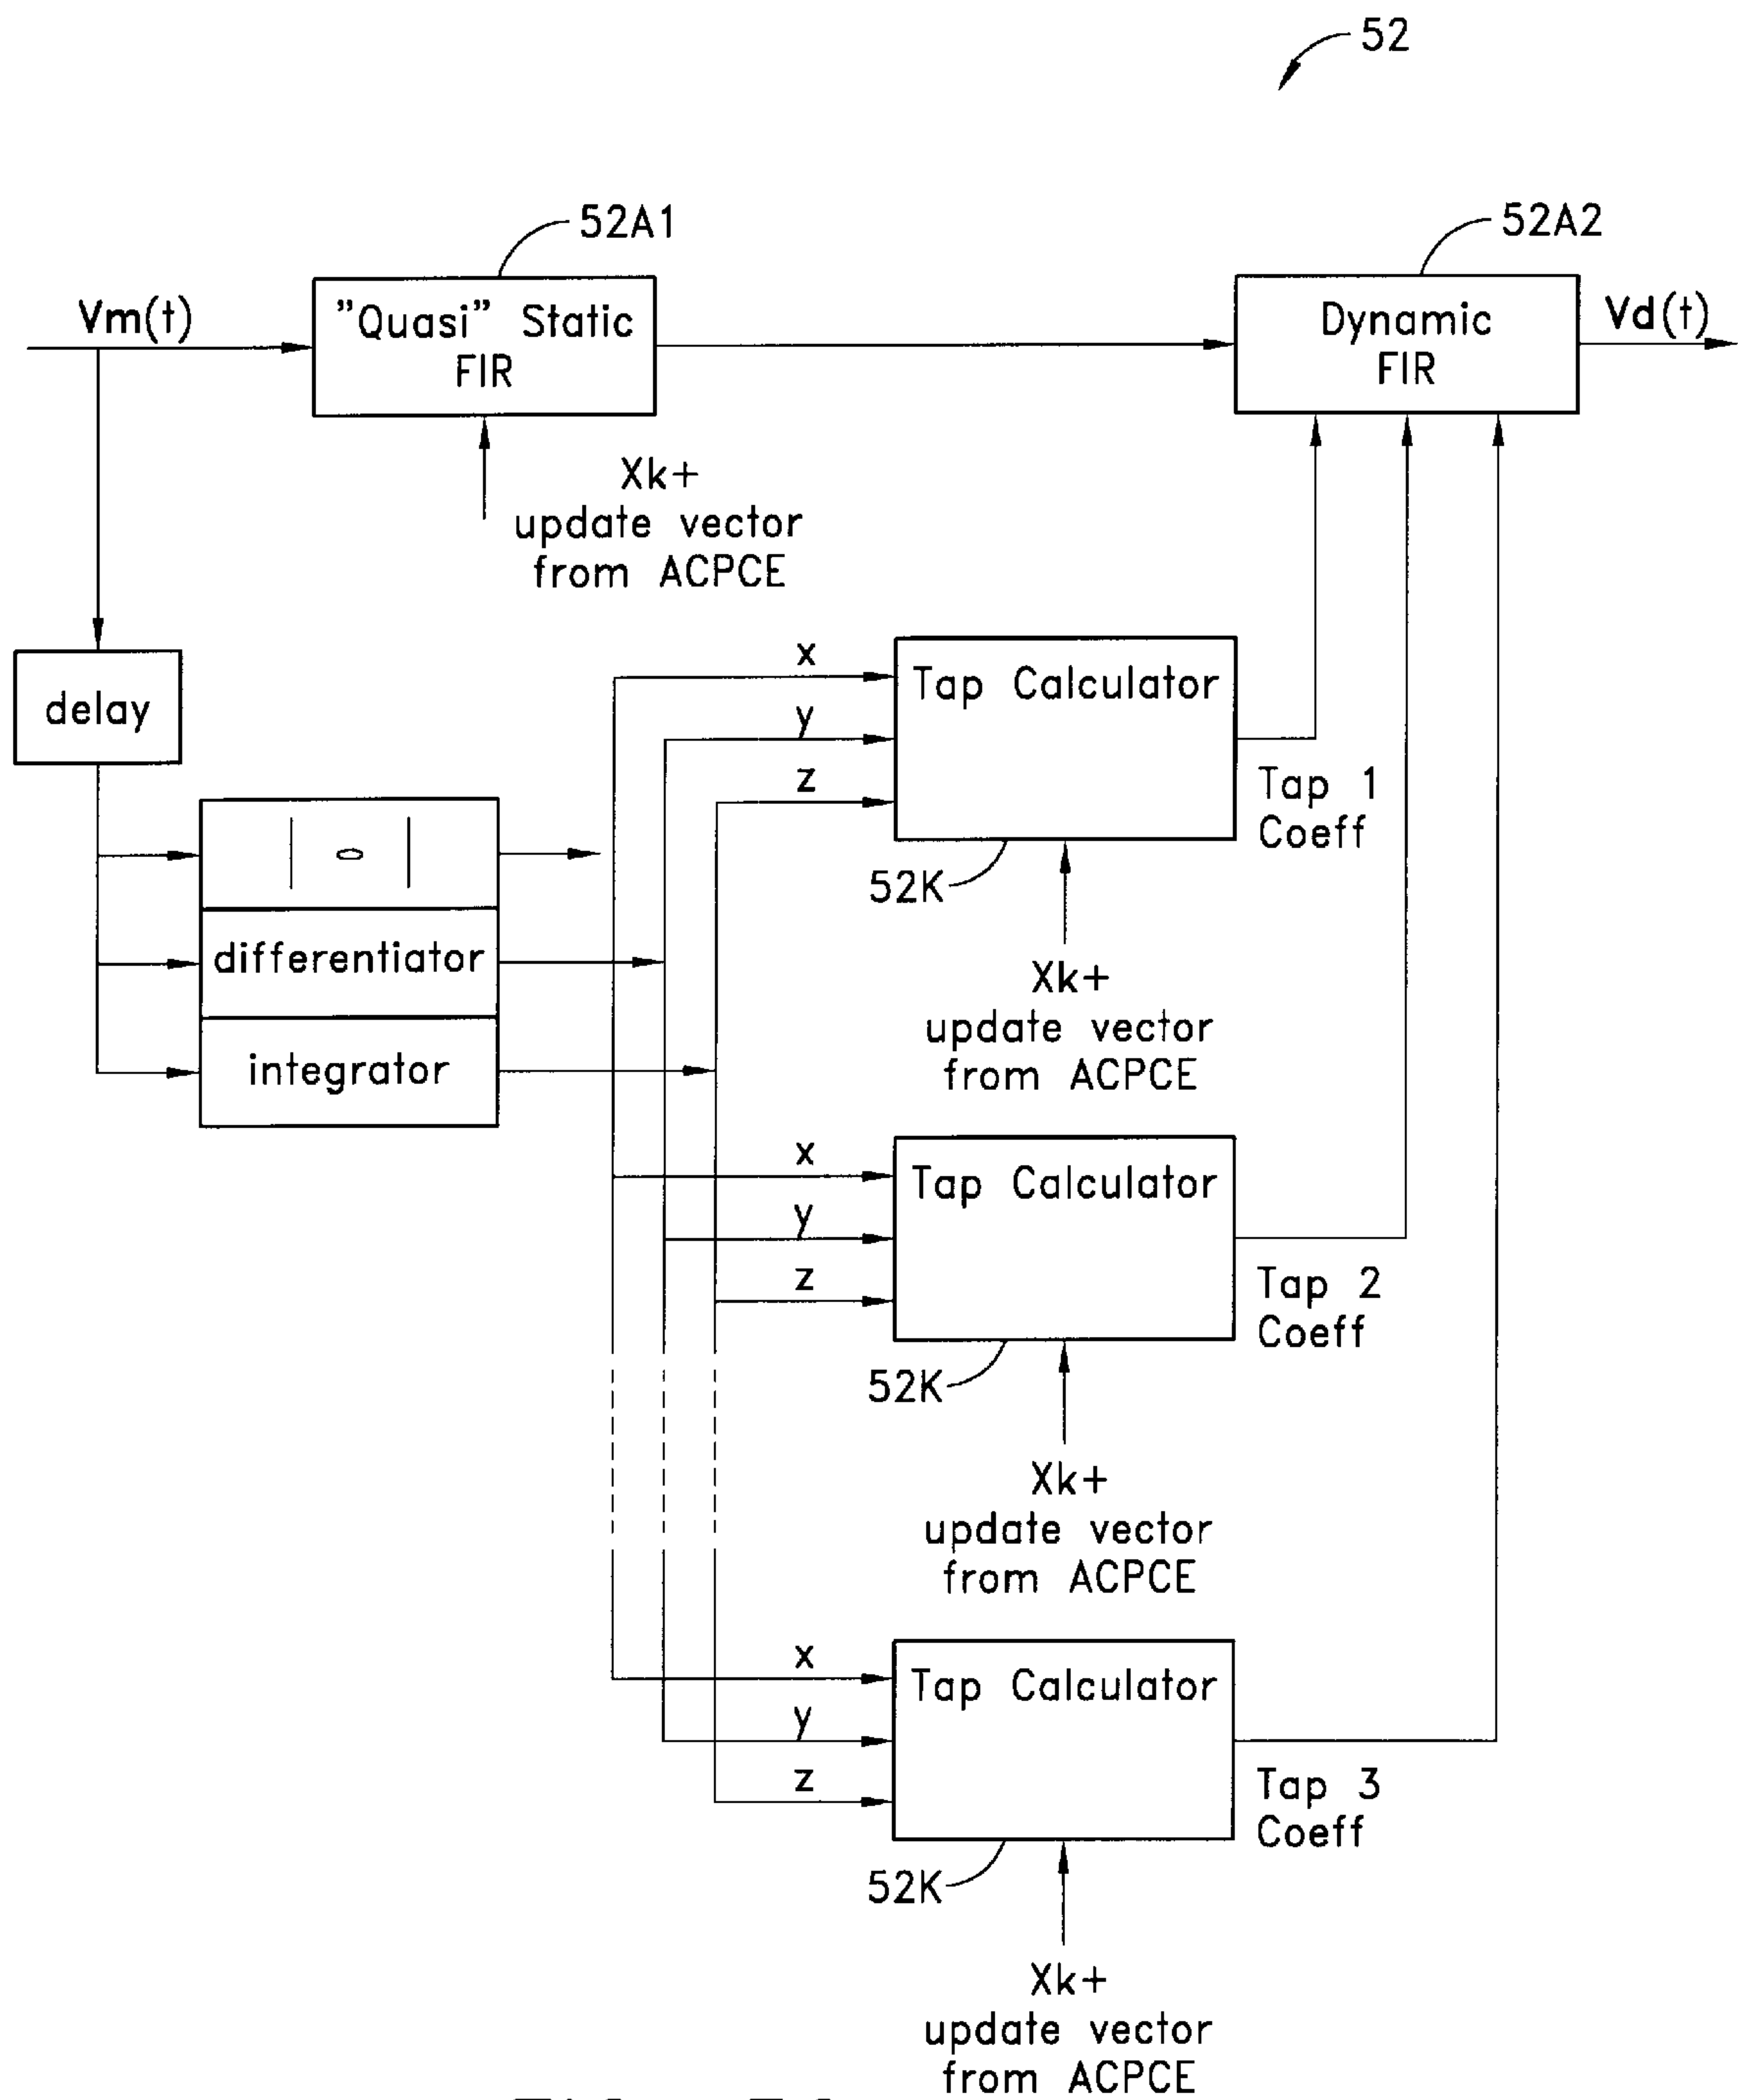 52
52A1
52A2
Vm(t)
"Quasi" Static
FIR
Dynamic
FIR
Vd(t)
Xk+
update vector
from ACPCE
delay
x
y
z
Tap Calculator
Tap 1
Coeff
52K
| o |
differentiator
integrator
Xk+
update vector
from ACPCE
x
y
z
Tap Calculator
Tap 2
Coeff
52K
Xk+
update vector
from ACPCE
x
y
z
Tap Calculator
Tap 3
Coeff
52K
Xk+
update vector
from ACPCE